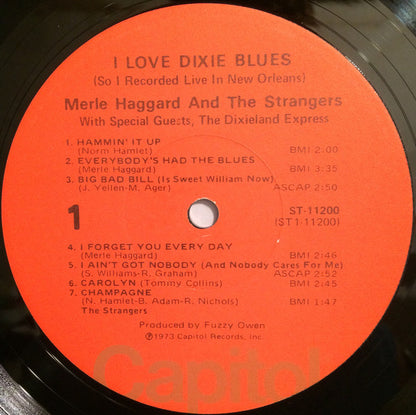 I LOVE DIXIE BLUES
(So I Recorded Live In New Orleans)
Merle Haggard And The Strangers
With Special Guests, The Dixieland Express
1. HAMMIN' IT UP
(Norm Hamlet) BMI 2:00
2. EVERYBODY'S HAD THE BLUES
(Merle Haggard) BMI 3:35
3. BIG BAD BILL (Is Sweet William Now)
(J. Yellen-M. Ager) ASCAP 2:50
1
ST-11200
(ST1-11200)
4. I FORGET YOU EVERY DAY
(Merle Haggard) BMI 2:46
5. I AIN'T GOT NOBODY (And Nobody Cares For Me)
(S. Williams-R. Graham) ASCAP 2:52
6. CAROLYN (Tommy Collins) BMI 2:45
7. CHAMPAGNE
(N. Hamlet-B. Adam-R. Nichols) BMI 1:47
The Strangers
Produced by Fuzzy Owen
℗1973 Capitol Records, Inc.
Capitol